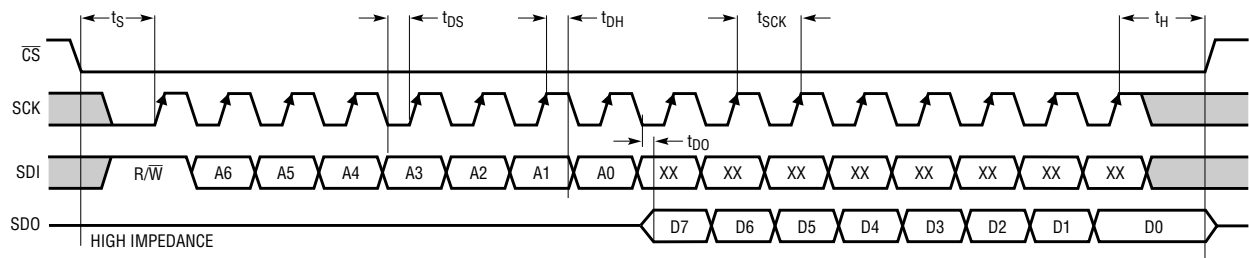 tS tDS tDH tSCK tH
C̅S̅
SCK
tDO
SDI R/W̅ A6 A5 A4 A3 A2 A1 A0 XX XX XX XX XX XX XX XX
SDO D7 D6 D5 D4 D3 D2 D1 D0
HIGH IMPEDANCE